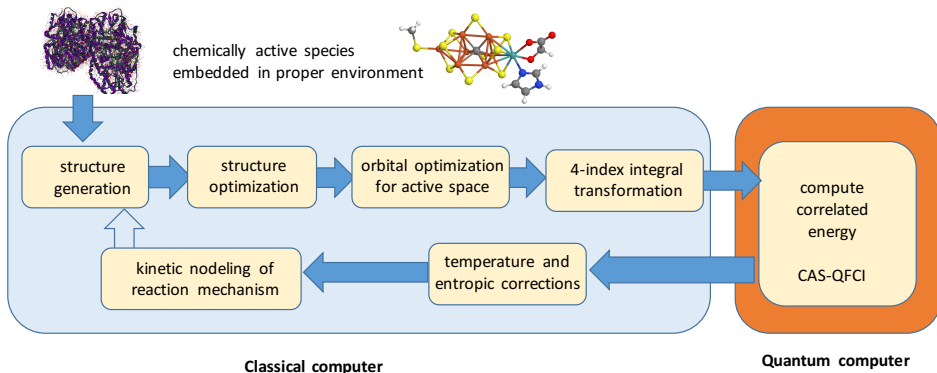 chemically active species
embedded in proper environment
structure
generation
structure
optimization
orbital optimization
for active space
4-index integral
transformation
compute
correlated
energy
CAS-QFCI
kinetic nodeling of
reaction mechanism
temperature and
entropic corrections
Classical computer
Quantum computer